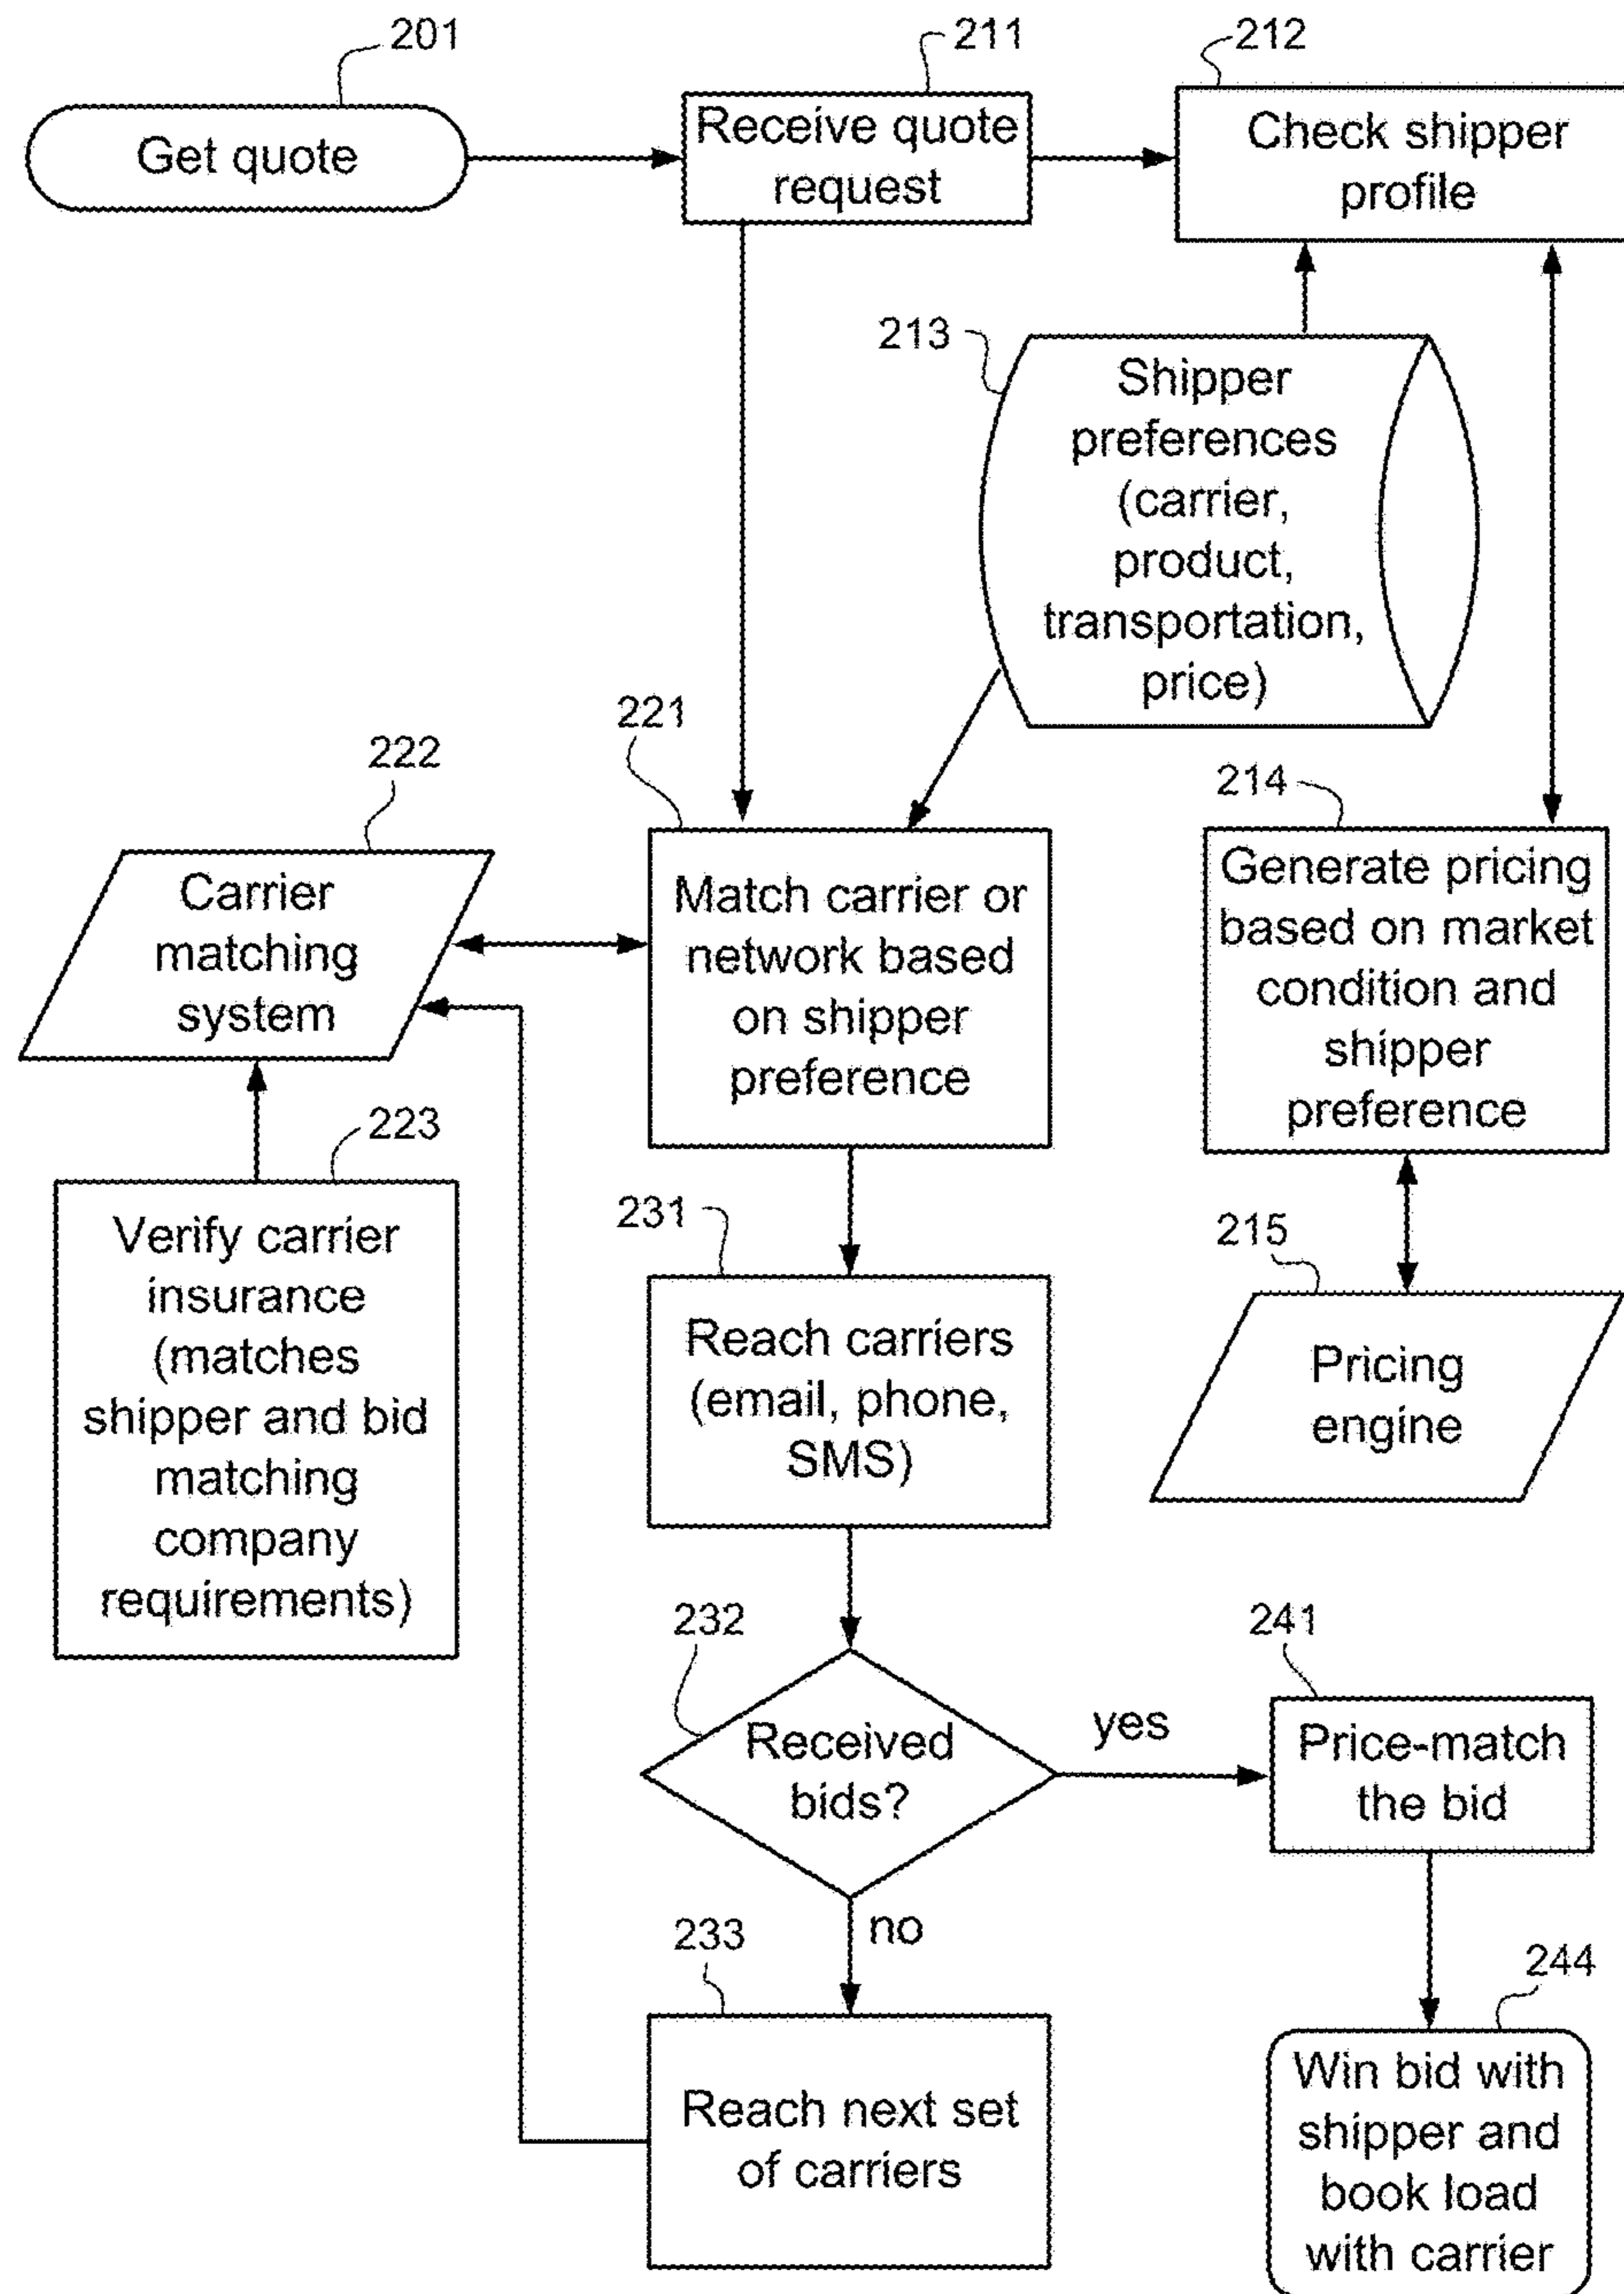 201
Get quote
211
Receive quote
request
212
Check shipper
profile
213
Shipper
preferences
(carrier,
product,
transportation,
price)
221
Match carrier or
network based
on shipper
preference
222
Carrier
matching
system
214
Generate pricing
based on market
condition and
shipper
preference
223
Verify carrier
insurance
(matches
shipper and bid
matching
company
requirements)
231
Reach carriers
(email, phone,
SMS)
215
Pricing
engine
232
Received
bids?
yes
241
Price-match
the bid
no
233
Reach next set
of carriers
244
Win bid with
shipper and
book load
with carrier